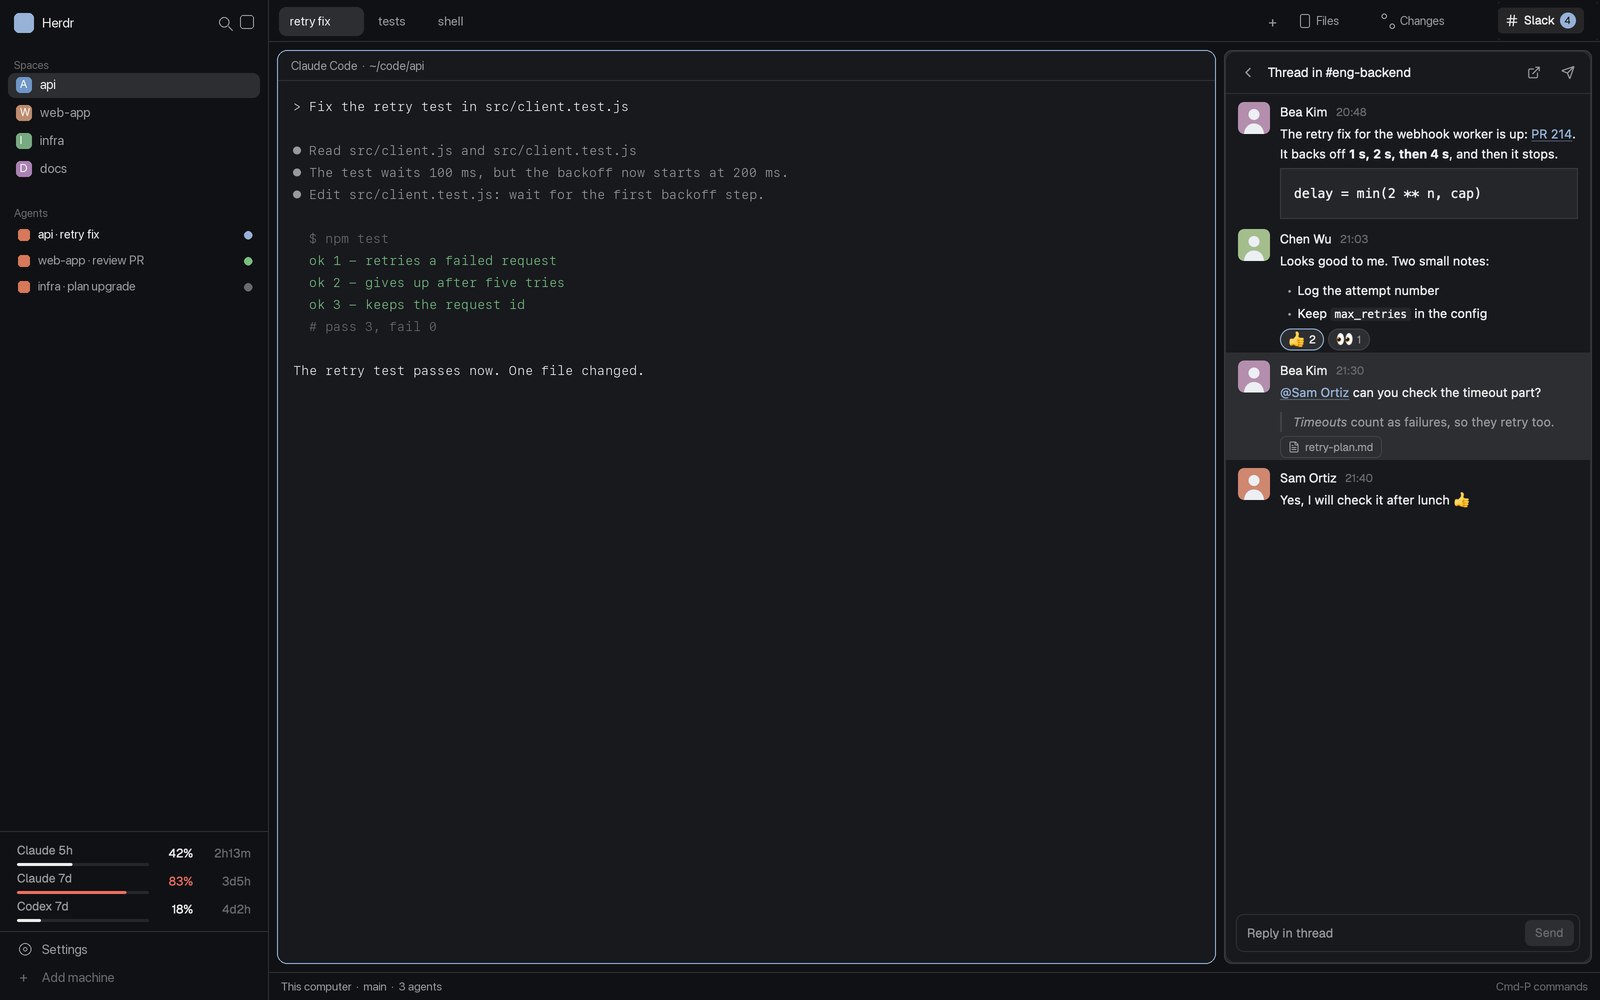 Herdr
Spaces
A api
W web-app
I infra
D docs
Agents
api · retry fix
web-app · review PR
infra · plan upgrade
Claude 5h 42% 2h13m
Claude 7d 83% 3d5h
Codex 7d 18% 4d2h
Settings
+ Add machine
retry fix tests shell
+ Files Changes # Slack 4
Claude Code · ~/code/api
> Fix the retry test in src/client.test.js
● Read src/client.js and src/client.test.js
● The test waits 100 ms, but the backoff now starts at 200 ms.
● Edit src/client.test.js: wait for the first backoff step.
$ npm test
ok 1 – retries a failed request
ok 2 – gives up after five tries
ok 3 – keeps the request id
# pass 3, fail 0
The retry test passes now. One file changed.
Thread in #eng-backend
Bea Kim 20:48
The retry fix for the webhook worker is up: PR 214.
It backs off 1 s, 2 s, then 4 s, and then it stops.
delay = min(2 ** n, cap)
Chen Wu 21:03
Looks good to me. Two small notes:
• Log the attempt number
• Keep max_retries in the config
👍 2 👀 1
Bea Kim 21:30
@Sam Ortiz can you check the timeout part?
Timeouts count as failures, so they retry too.
retry-plan.md
Sam Ortiz 21:40
Yes, I will check it after lunch 👍
Reply in thread Send
This computer · main · 3 agents
Cmd-P commands